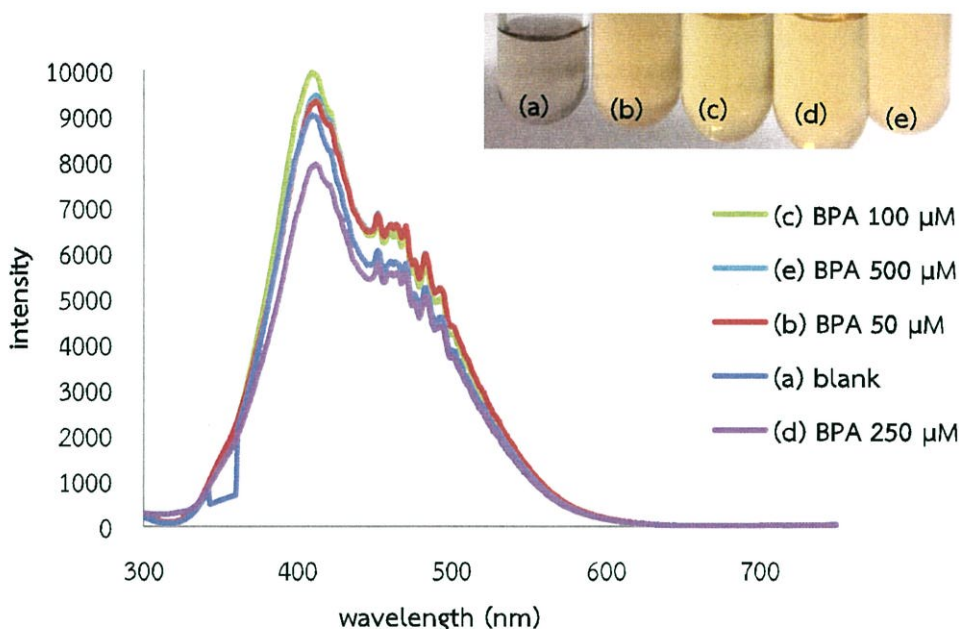 (a) (b) (c) (d) (e)
10000
9000
8000
7000
6000
5000
4000
3000
2000
1000
0
intensity
300 400 500 600 700
wavelength (nm)
(c) BPA 100 µM
(e) BPA 500 µM
(b) BPA 50 µM
(a) blank
(d) BPA 250 µM